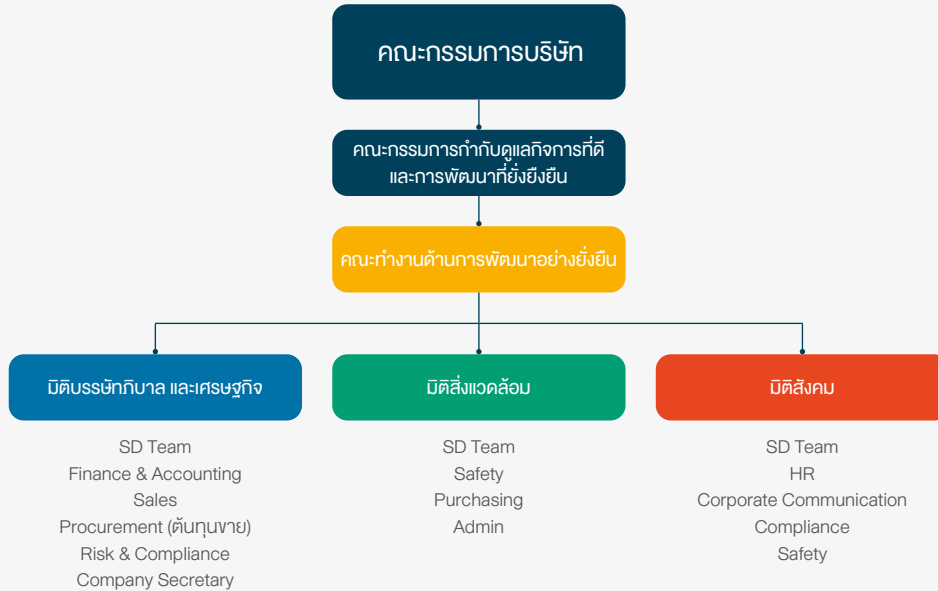 คณะกรรมการบริษัท
คณะกรรมการกำกับดูแลกิจการที่ดี
และการพัฒนาที่ยั่งยืงยืน
คณะทำงานด้านการพัฒนาอย่างยั่งยืน
มิติบรรษัทภิบาล และเศรษฐกิจ
SD Team
Finance & Accounting
Sales
Procurement (ต้นทุนขาย)
Risk & Compliance
Company Secretary
มิติสิ่งแวดล้อม
SD Team
Safety
Purchasing
Admin
มิติสังคม
SD Team
HR
Corporate Communication
Compliance
Safety